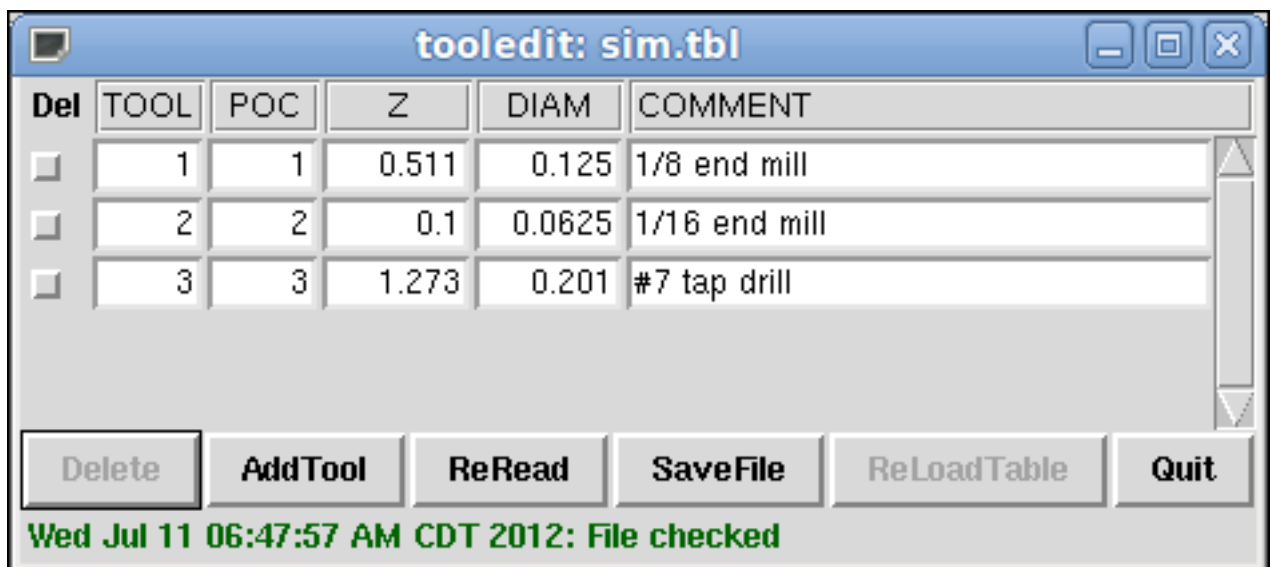 tooledit: sim.tbl
Del TOOL POC Z DIAM COMMENT
1 1 0.511 0.125 1/8 end mill
2 2 0.1 0.0625 1/16 end mill
3 3 1.273 0.201 #7 tap drill
Delete AddTool ReRead SaveFile ReLoadTable Quit
Wed Jul 11 06:47:57 AM CDT 2012: File checked